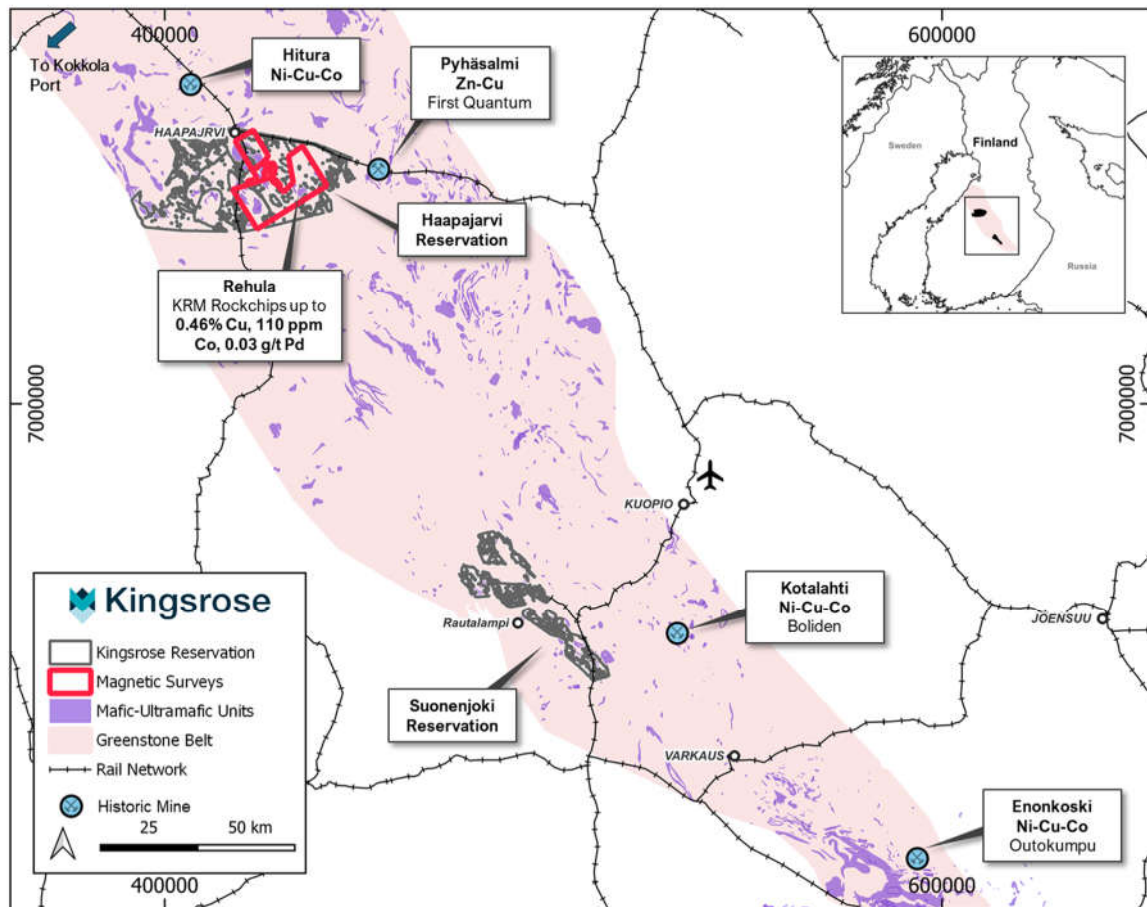 400000
600000
To Kokkola
Port
Hitura
Ni-Cu-Co
Pyhäsalmi
Zn-Cu
First Quantum
HAAPAJRVI
Haapajarvi
Reservation
Rehula
KRM Rockchips up to
0.46% Cu, 110 ppm
Co, 0.03 g/t Pd
Sweden
Finland
Russia
7000000
7000000
KUOPIO
Kotalahti
Ni-Cu-Co
Boliden
JOENSUU
Rautalampi
Suonenjoki
Reservation
VARKAUS
Enonkoski
Ni-Cu-Co
Outokumpu
Kingsrose
Kingsrose Reservation
Magnetic Surveys
Mafic-Ultramafic Units
Greenstone Belt
Rail Network
Historic Mine
25 50 km
400000
600000